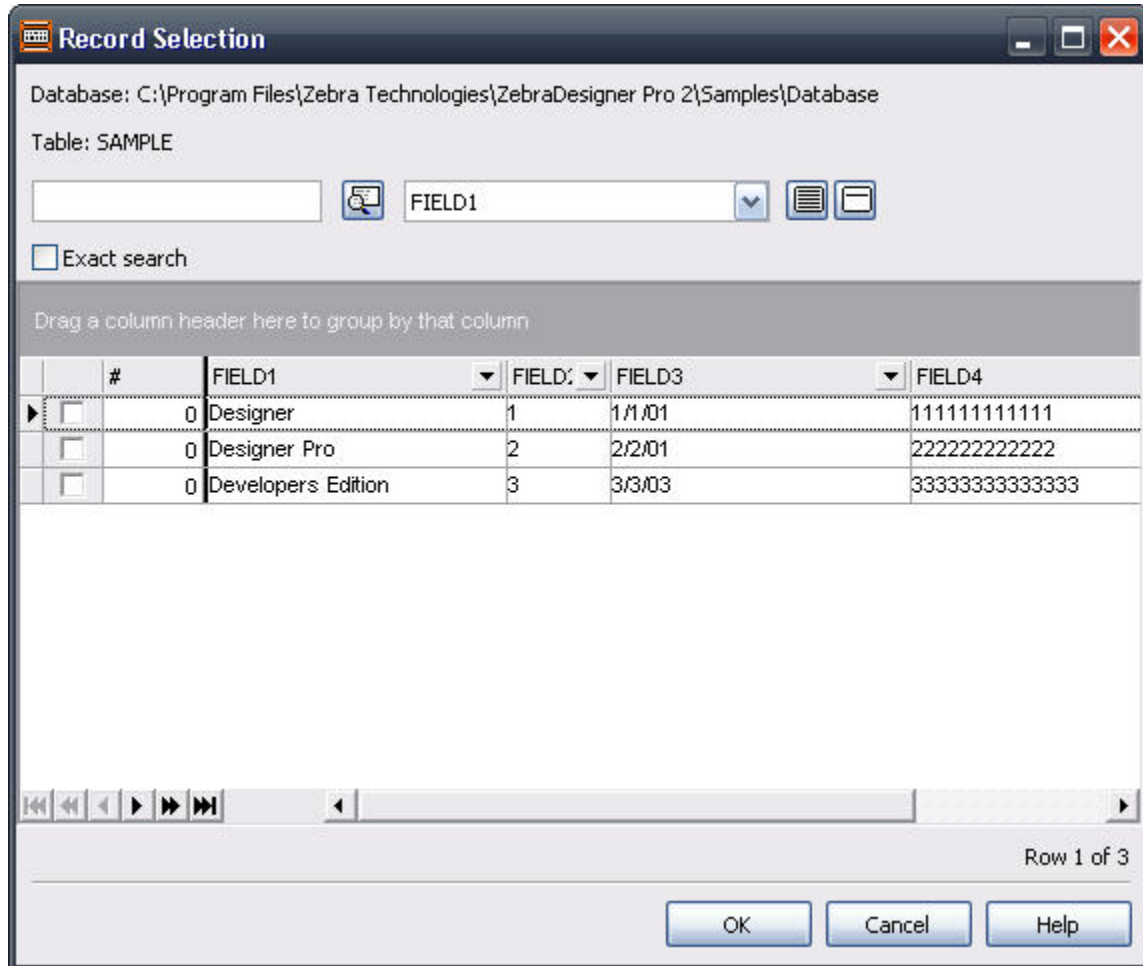 Record Selection
Database: C:\Program Files\Zebra Technologies\ZebraDesigner Pro 2\Samples\Database
Table: SAMPLE
FIELD1
Exact search
Drag a column header here to group by that column
# FIELD1 FIELD2 FIELD3 FIELD4
0 Designer 1 1/1/01 111111111111
0 Designer Pro 2 2/2/01 222222222222
0 Developers Edition 3 3/3/03 33333333333333
Row 1 of 3
OK Cancel Help